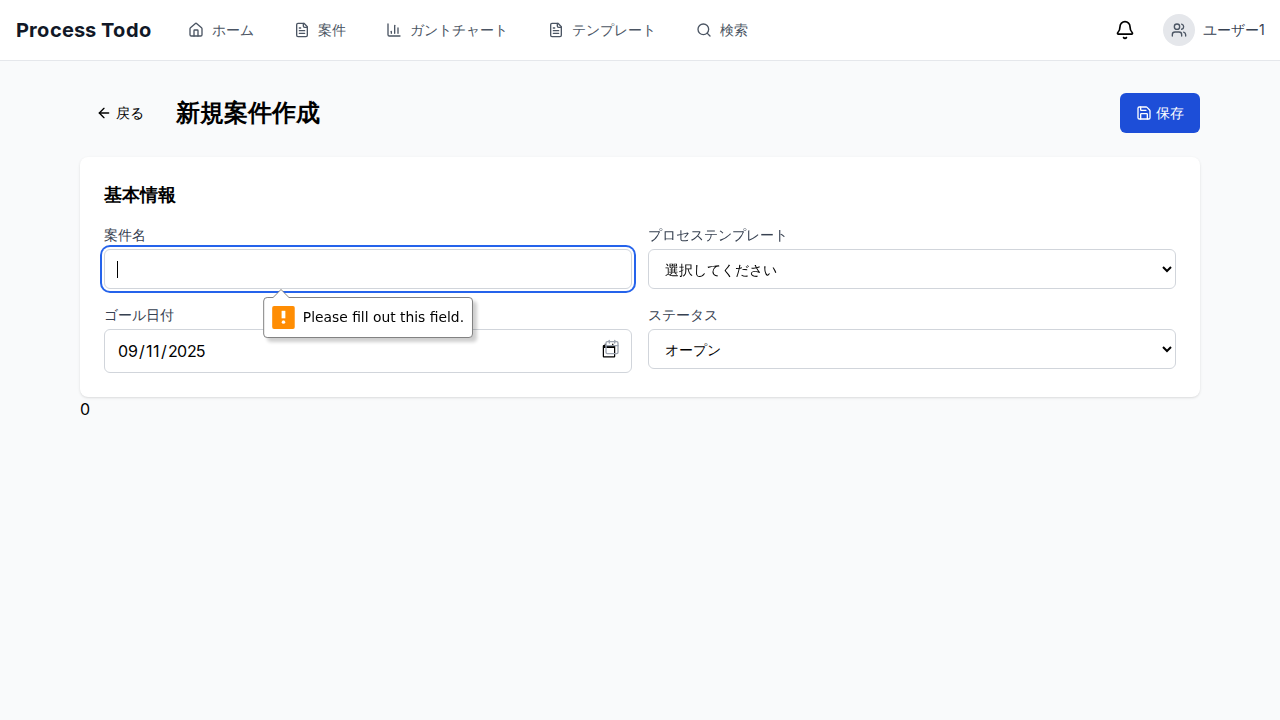 Process Todo ホーム 案件 ガントチャート テンプレート 検索 ユーザー1
戻る 新規案件作成 保存
基本情報
案件名 プロセステンプレート
選択してください
Please fill out this field.
ゴール日付 ステータス
09/11/2025 オープン
0